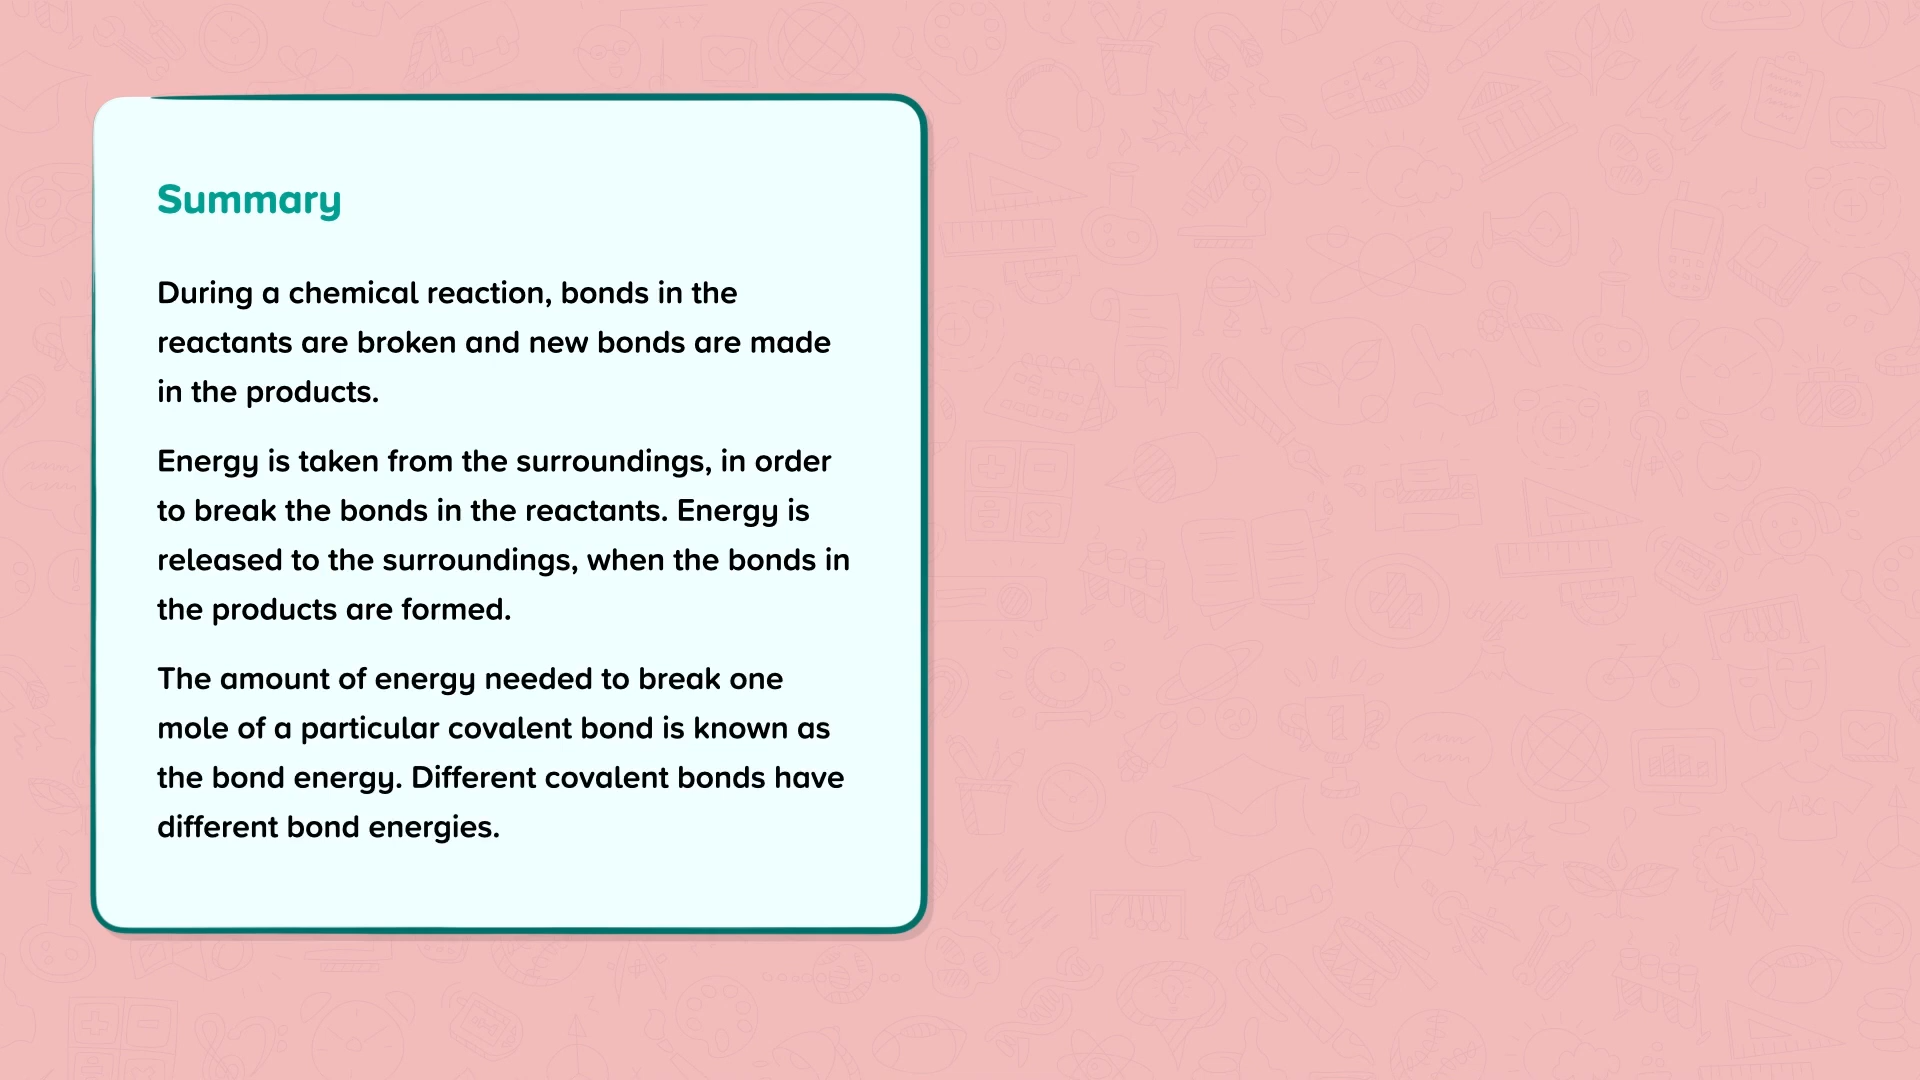 Summary
During a chemical reaction, bonds in the
reactants are broken and new bonds are made
in the products.
Energy is taken from the surroundings, in order
to break the bonds in the reactants. Energy is
released to the surroundings, when the bonds in
the products are formed.
The amount of energy needed to break one
mole of a particular covalent bond is known as
the bond energy. Different covalent bonds have
different bond energies.
X+Y
ABC